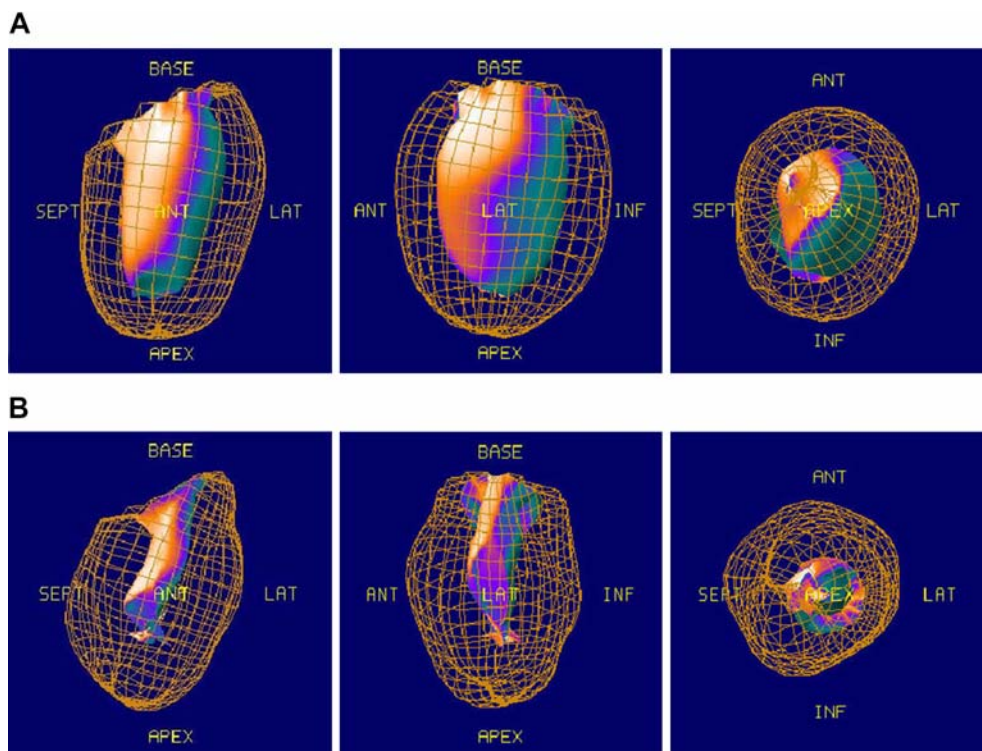 A
BASE
SEPT ANT LAT
APEX
BASE
ANT LAT INF
APEX
ANT
SEPT APEX LAT
INF
B
BASE
SEPT ANT LAT
APEX
BASE
ANT LAT INF
APEX
ANT
SEPT APEX LAT
INF